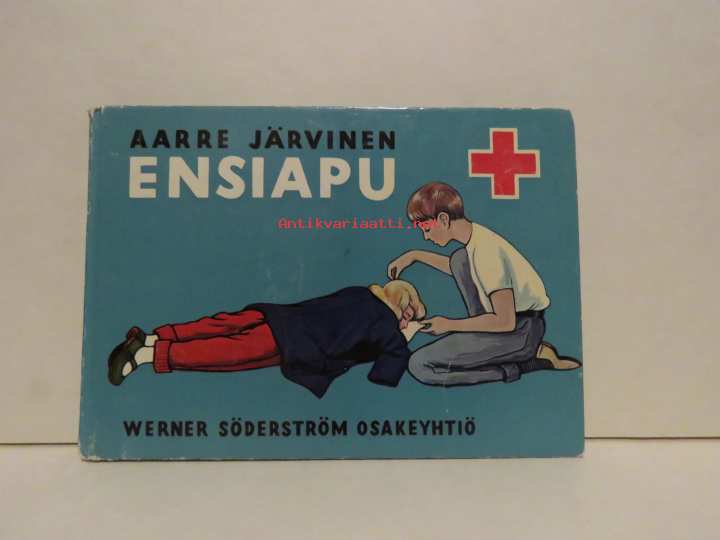 AARRE JÄRVINEN
ENSIAPU
Antikvariaatti.net
WERNER SÖDERSTRÖM OSAKEYHTIÖ